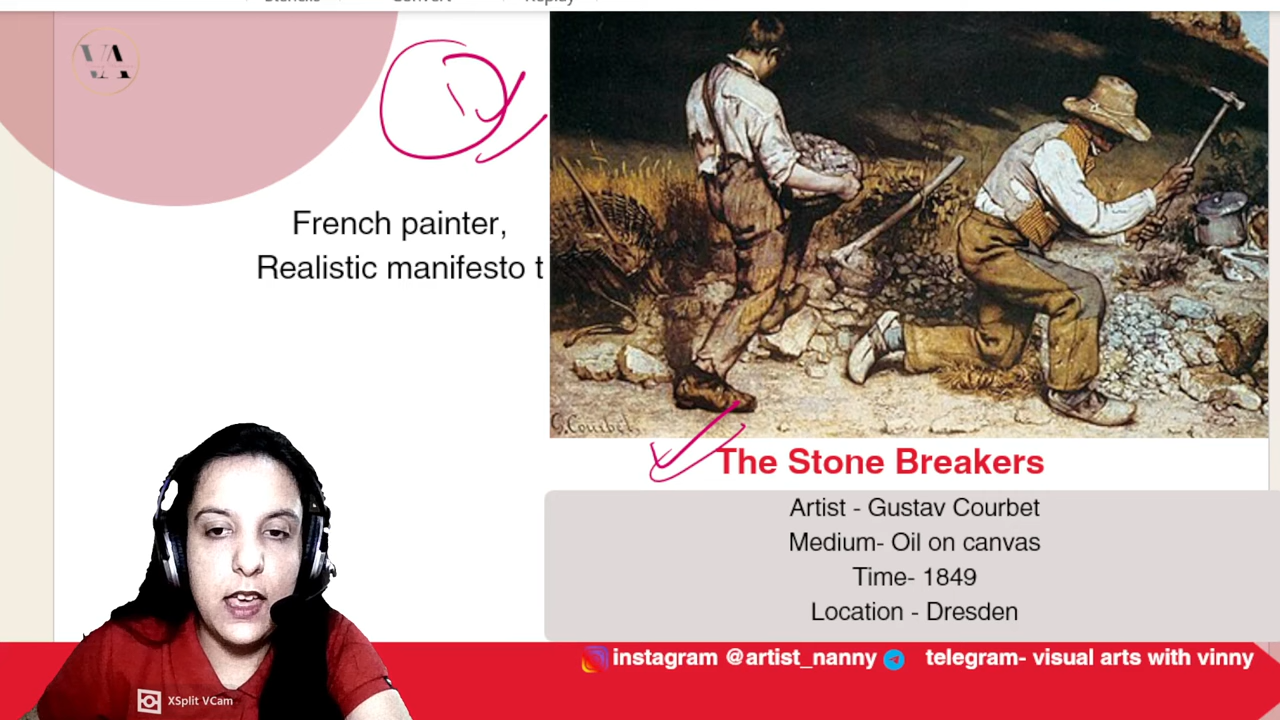 VA
French painter,
Realistic manifesto t
G. Courbet.
The Stone Breakers
Artist - Gustav Courbet
Medium- Oil on canvas
Time- 1849
Location - Dresden
instagram @artist_nanny telegram- visual arts with vinny
XSplit VCam